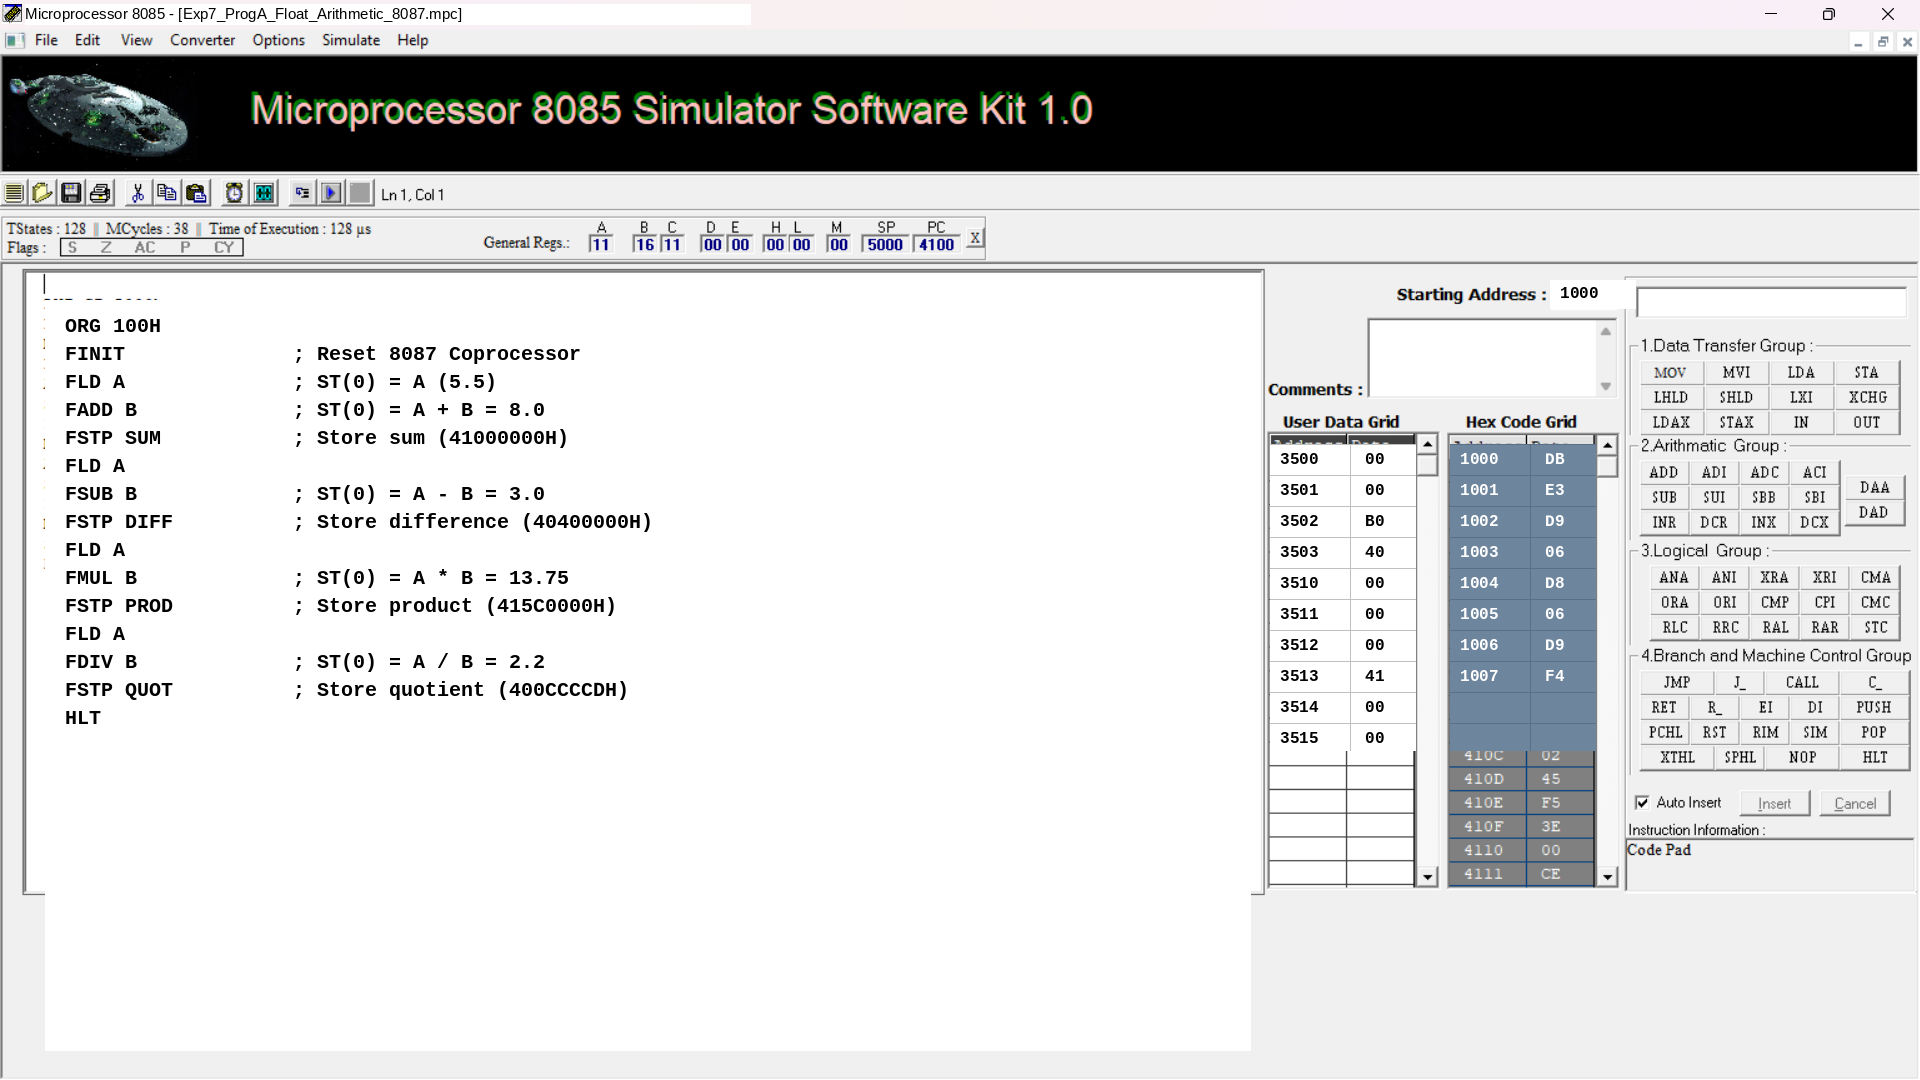 Microprocessor 8085 - [Exp7_ProgA_Float_Arithmetic_8087.mpc]
File Edit View Converter Options Simulate Help
Microprocessor 8085 Simulator Software Kit 1.0
Ln 1, Col 1
TStates : 128 MCycles : 38 Time of Execution : 128 µs
Flags : S Z AC P CY
General Regs.:
A B C D E H L M SP PC
11 16 11 00 00 00 00 00 5000 4100 X
ORG 100H
FINIT ; Reset 8087 Coprocessor
FLD A ; ST(0) = A (5.5)
FADD B ; ST(0) = A + B = 8.0
FSTP SUM ; Store sum (41000000H)
FLD A
FSUB B ; ST(0) = A - B = 3.0
FSTP DIFF ; Store difference (40400000H)
FLD A
FMUL B ; ST(0) = A * B = 13.75
FSTP PROD ; Store product (415C0000H)
FLD A
FDIV B ; ST(0) = A / B = 2.2
FSTP QUOT ; Store quotient (400CCCCDH)
HLT
Starting Address : 1000
Comments :
User Data Grid
3500 00
3501 00
3502 B0
3503 40
3510 00
3511 00
3512 00
3513 41
3514 00
3515 00
Hex Code Grid
1000 DB
1001 E3
1002 D9
1003 06
1004 D8
1005 06
1006 D9
1007 F4
410C 02
410D 45
410E F5
410F 3E
4110 00
4111 CE
1.Data Transfer Group :
MOV MVI LDA STA
LHLD SHLD LXI XCHG
LDAX STAX IN OUT
2.Arithmatic Group :
ADD ADI ADC ACI
SUB SUI SBB SBI
INR DCR INX DCX
DAA
DAD
3.Logical Group :
ANA ANI XRA XRI CMA
ORA ORI CMP CPI CMC
RLC RRC RAL RAR STC
4.Branch and Machine Control Group
JMP J_ CALL C_
RET R_ EI DI PUSH
PCHL RST RIM SIM POP
XTHL SPHL NOP HLT
Auto Insert Insert Cancel
Instruction Information :
Code Pad